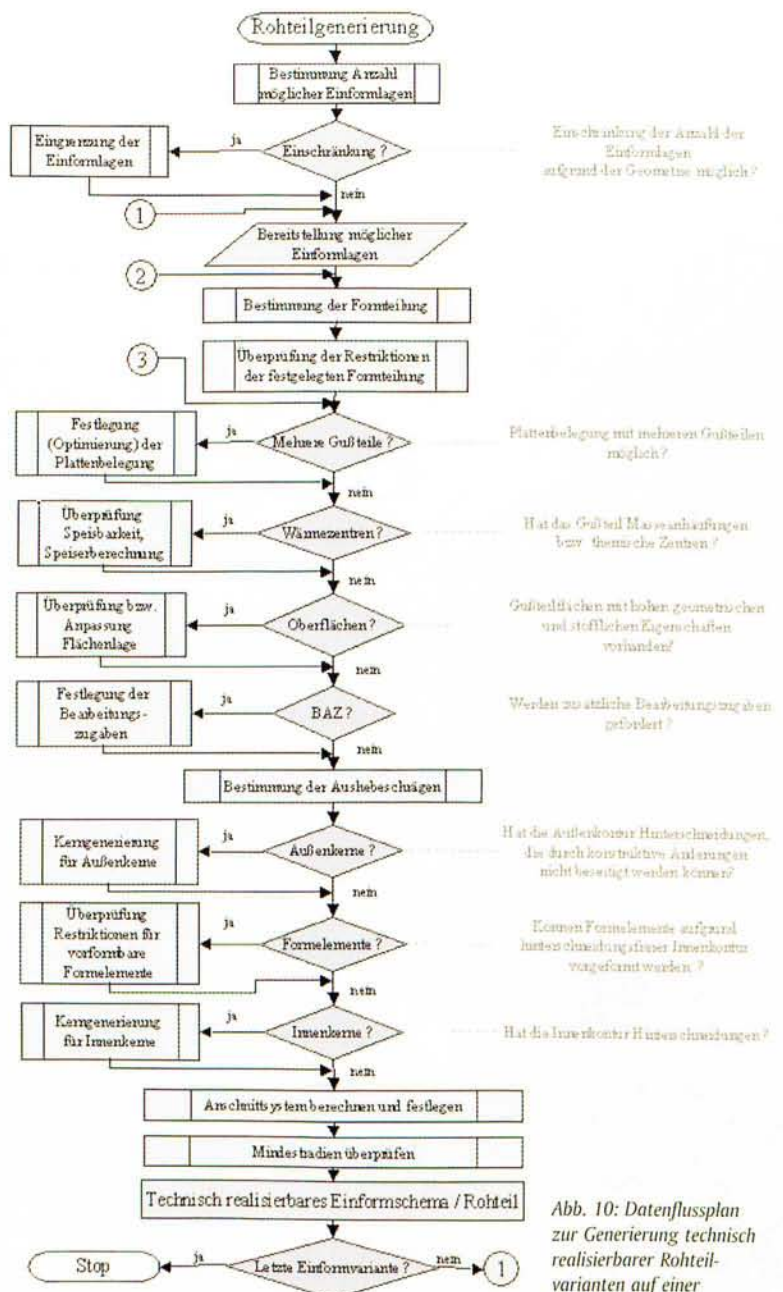 Rohteilgenerierung
Bestimmung Anzahl
möglicher Einformlagen
Eingrenzung der
Einformlagen
ja
Einschränkung ?
Einschränkung der Anzahl der
Einformlagen
aufgrund der Geometrie möglich ?
nein
1
Bereitstellung möglicher
Einformlagen
2
Bestimmung der Formteilung
3
Überprüfung der Restriktionen
der festgelegten Formteilung
Festlegung
(Optimierung) der
Plattenbelegung
ja
Mehrere Gußteile ?
Plattenbelegung mit mehreren Gußteilen
möglich ?
nein
Überprüfung
Speisbarkeit,
Speiserberechnung
ja
Wärmezentren?
Hat das Gußteil Masseanhäufungen
bzw. thermische Zentren ?
nein
Überprüfung bzw.
Anpassung
Flächenlage
ja
Oberflächen ?
Gußteilflächen mit hohen geometrischen
und stofflichen Eigenschaften
vorhanden?
nein
Festlegung der
Bearbeitungs-
zugaben
ja
BAZ ?
Werden zusätzliche Bearbeitungszugaben
gefordert ?
nein
Bestimmung der Aushebeschrägen
Kerngenerierung
für Außenkerne
ja
Außenkerne ?
Hat die Außenkontur Hinterschneidungen,
die durch konstruktive Änderungen
nicht beseitigt werden können?
nein
Überprüfung
Restriktionen für
vorformbare
Formelemente
ja
Formelemente ?
Können Formelemente aufgrund
hinterschneidungsfreier Innenkontur
vorgeformt werden ?
nein
Kerngenerierung
für Innenkerne
ja
Innenkerne ?
Hat die Innenkontur Hinterschneidungen ?
nein
Anschnittsystem berechnen und festlegen
Mindestradien überprüfen
Technisch realisierbares Einformschema / Rohteil
Stop
ja
Letzte Einformvariante ?
nein
1
Abb. 10: Datenflussplan
zur Generierung technisch
realisierbarer Rohteil-
varianten auf einer